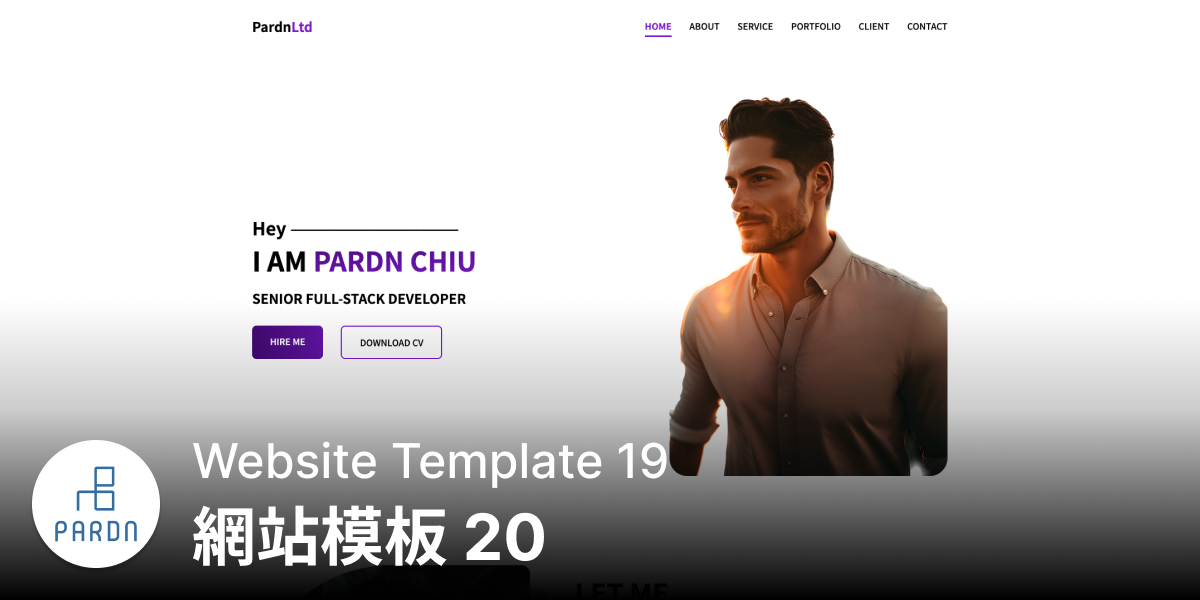 PardnLtd
HOME ABOUT SERVICE PORTFOLIO CLIENT CONTACT
Hey
I AM PARDN CHIU
SENIOR FULL-STACK DEVELOPER
HIRE ME DOWNLOAD CV
Website Template 19
網站模板 20
PARDN
LET ME